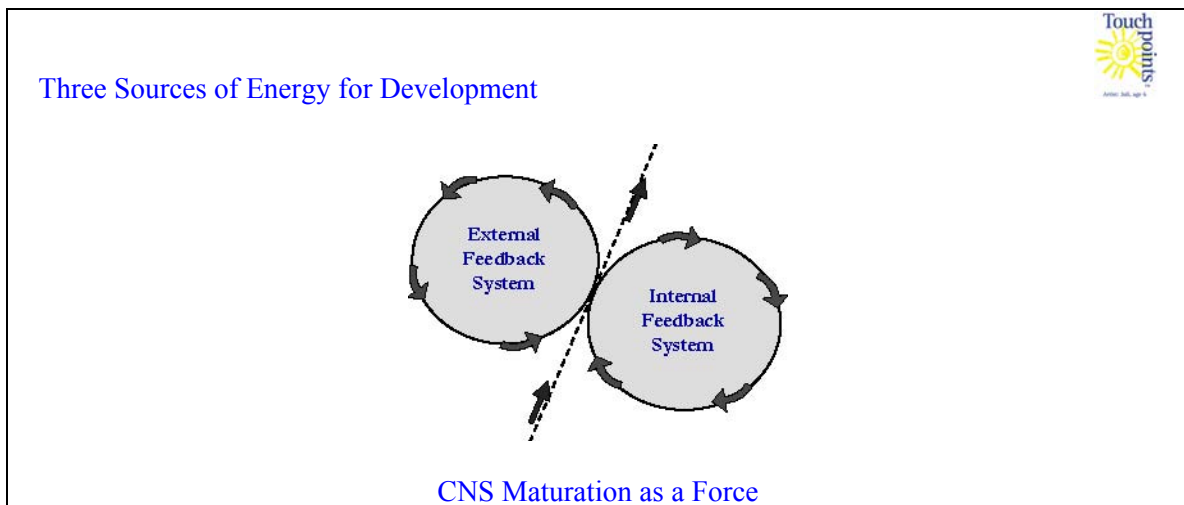 Touch
points
Three Sources of Energy for Development
External
Feedback
System
Internal
Feedback
System
CNS Maturation as a Force